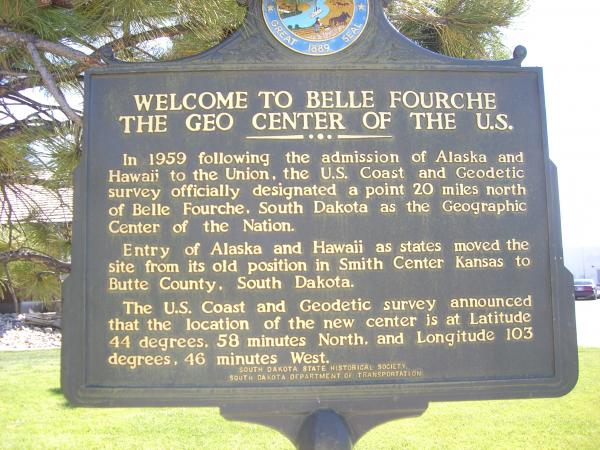 GREAT SEAL
1889
WELCOME TO BELLE FOURCHE
THE GEO CENTER OF THE U.S.
In 1959 following the admission of Alaska and
Hawaii to the Union, the U.S. Coast and Geodetic
survey officially designated a point 20 miles north
of Belle Fourche, South Dakota as the Geographic
Center of the Nation.
Entry of Alaska and Hawaii as states moved the
site from its old position in Smith Center Kansas to
Butte County, South Dakota.
The U.S. Coast and Geodetic survey announced
that the location of the new center is at Latitude
44 degrees, 58 minutes North, and Longitude 103
degrees, 46 minutes West.
SOUTH DAKOTA STATE HISTORICAL SOCIETY
SOUTH DAKOTA DEPARTMENT OF TRANSPORTATION